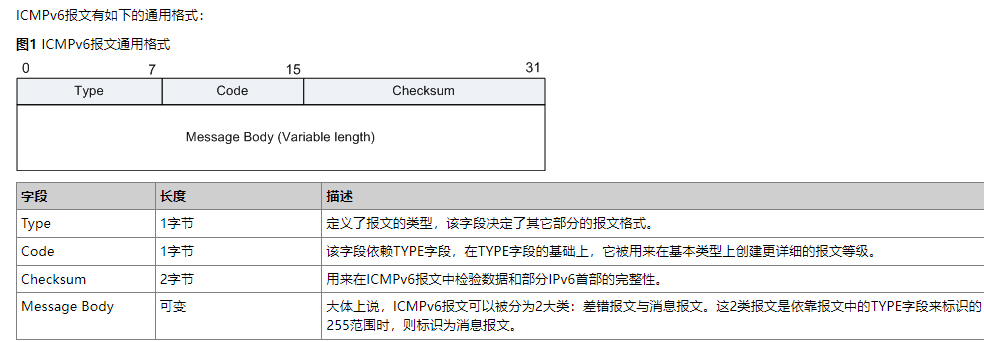 ICMPv6报文有如下的通用格式：
图1 ICMPv6报文通用格式
0 7 15 31
Type Code Checksum
Message Body (Variable length)
字段 长度 描述
Type 1字节 定义了报文的类型，该字段决定了其它部分的报文格式。
Code 1字节 该字段依赖TYPE字段，在TYPE字段的基础上，它被用来在基本类型上创建更详细的报文等级。
Checksum 2字节 用来在ICMPv6报文中检验数据和部分IPv6首部的完整性。
Message Body 可变 大体上说，ICMPv6报文可以被分为2大类：差错报文与消息报文。这2类报文是依靠报文中的TYPE字段来标识的
255范围时，则标识为消息报文。